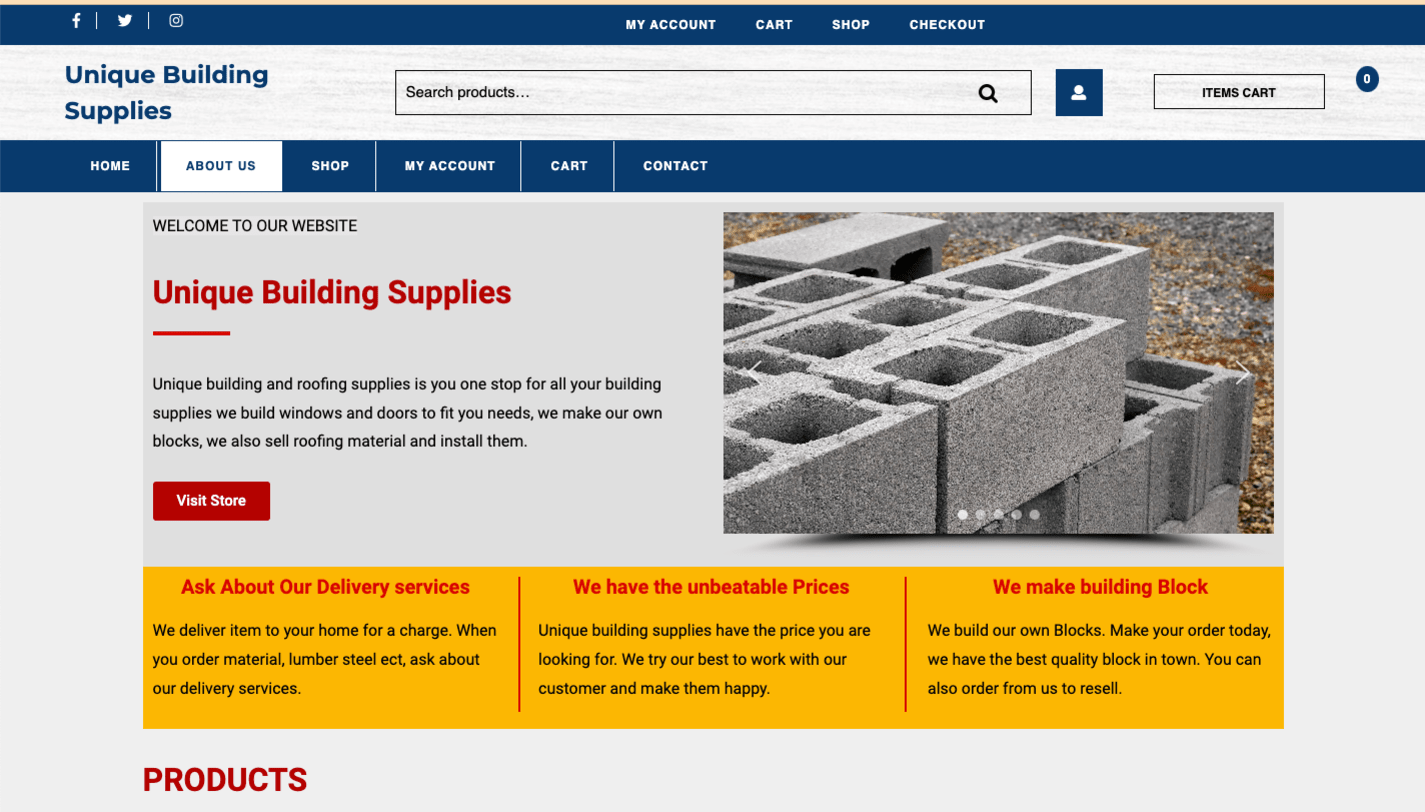 MY ACCOUNT CART SHOP CHECKOUT
Unique Building
Supplies
Search products…
ITEMS CART
0
HOME ABOUT US SHOP MY ACCOUNT CART CONTACT
WELCOME TO OUR WEBSITE
Unique Building Supplies
Unique building and roofing supplies is you one stop for all your building
supplies we build windows and doors to fit you needs, we make our own
blocks, we also sell roofing material and install them.
Visit Store
Ask About Our Delivery services
We deliver item to your home for a charge. When
you order material, lumber steel ect, ask about
our delivery services.
We have the unbeatable Prices
Unique building supplies have the price you are
looking for. We try our best to work with our
customer and make them happy.
We make building Block
We build our own Blocks. Make your order today,
we have the best quality block in town. You can
also order from us to resell.
PRODUCTS